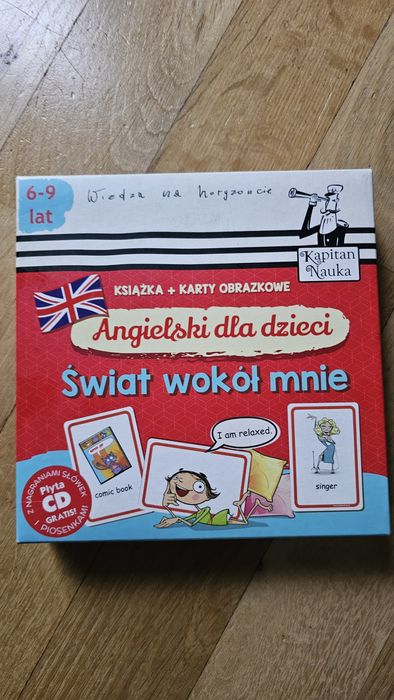 6-9
lat
Wiedza na horyzoncie
Kapitan
Nauka
KSIĄŻKA + KARTY OBRAZKOWE
Angielski dla dzieci
Świat wokół mnie
I am relaxed.
comic book
singer
Z NAGRANIAMI SŁÓWEK
I PIOSENKAMI
Płyta
CD
GRATIS!